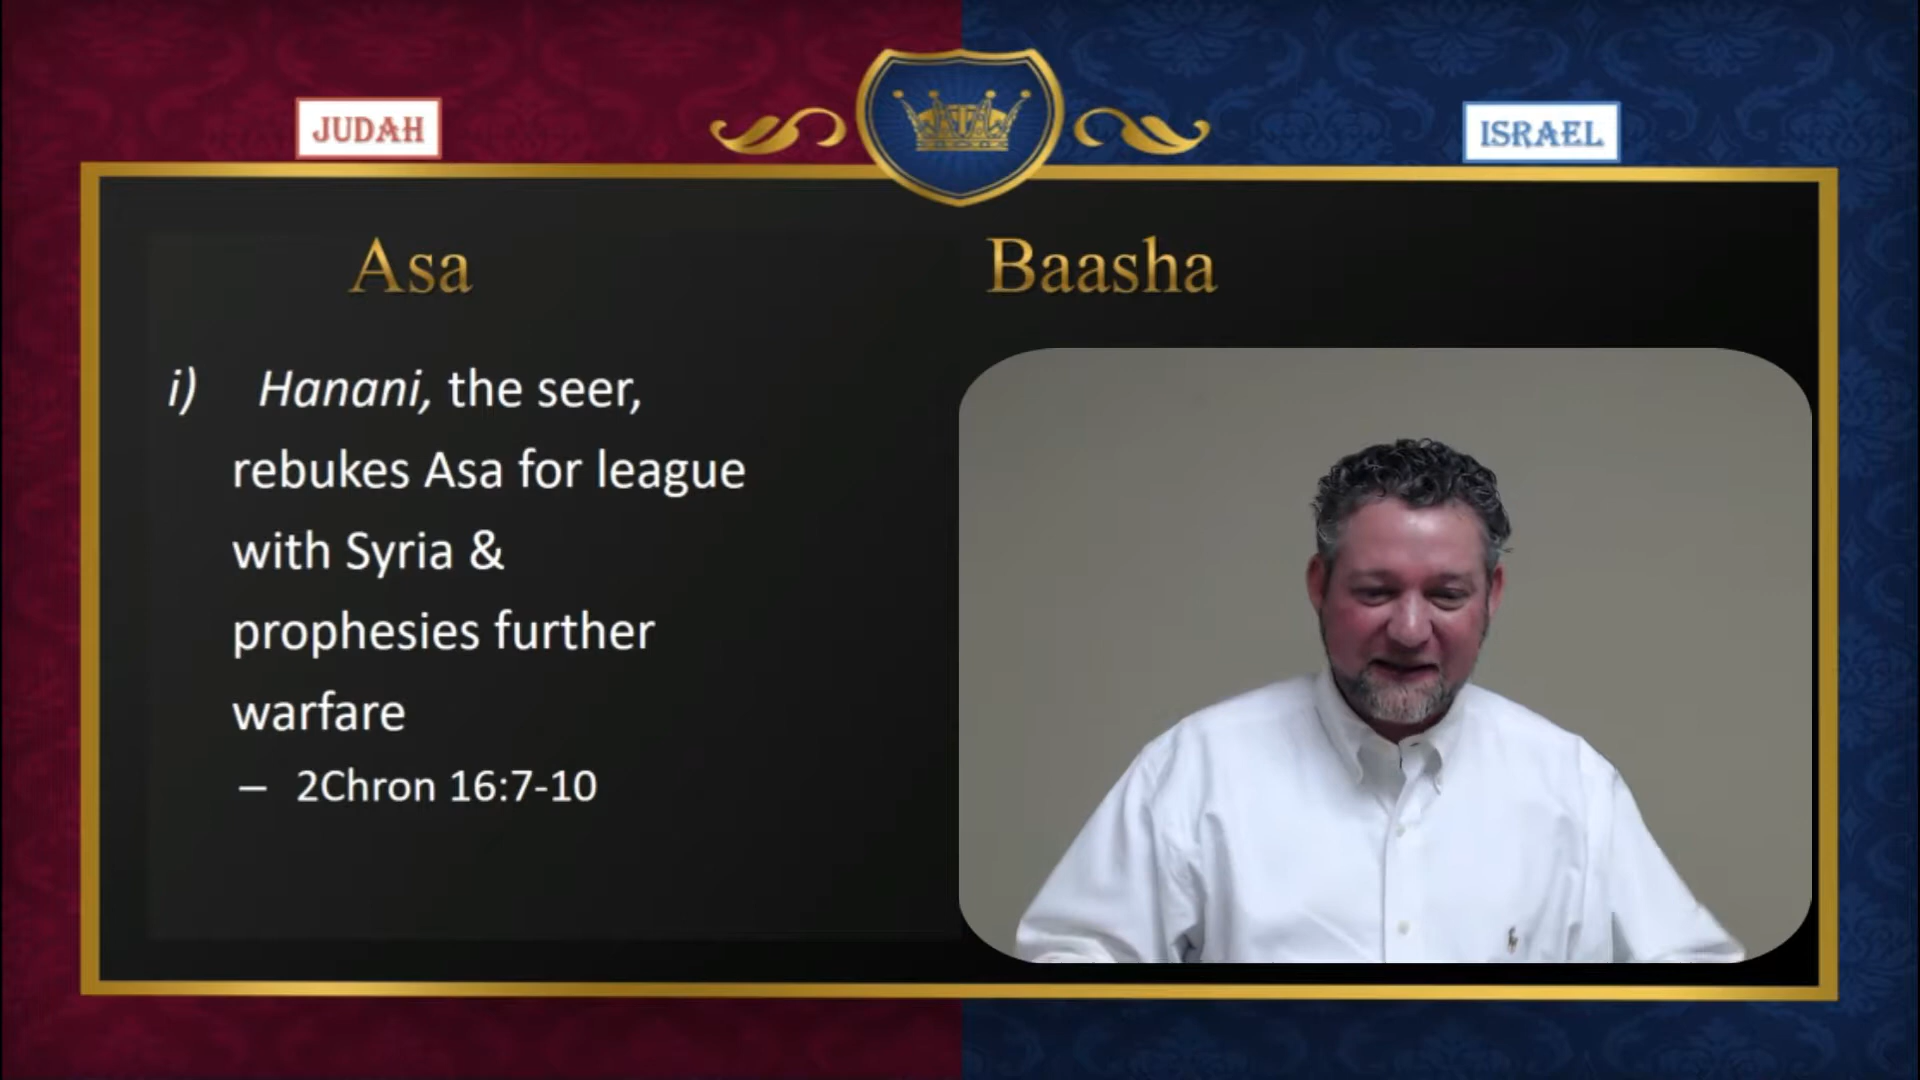 JUDAH
ISRAEL
Asa
Baasha
i) Hanani, the seer,
rebukes Asa for league
with Syria &
prophesies further
warfare
– 2Chron 16:7-10